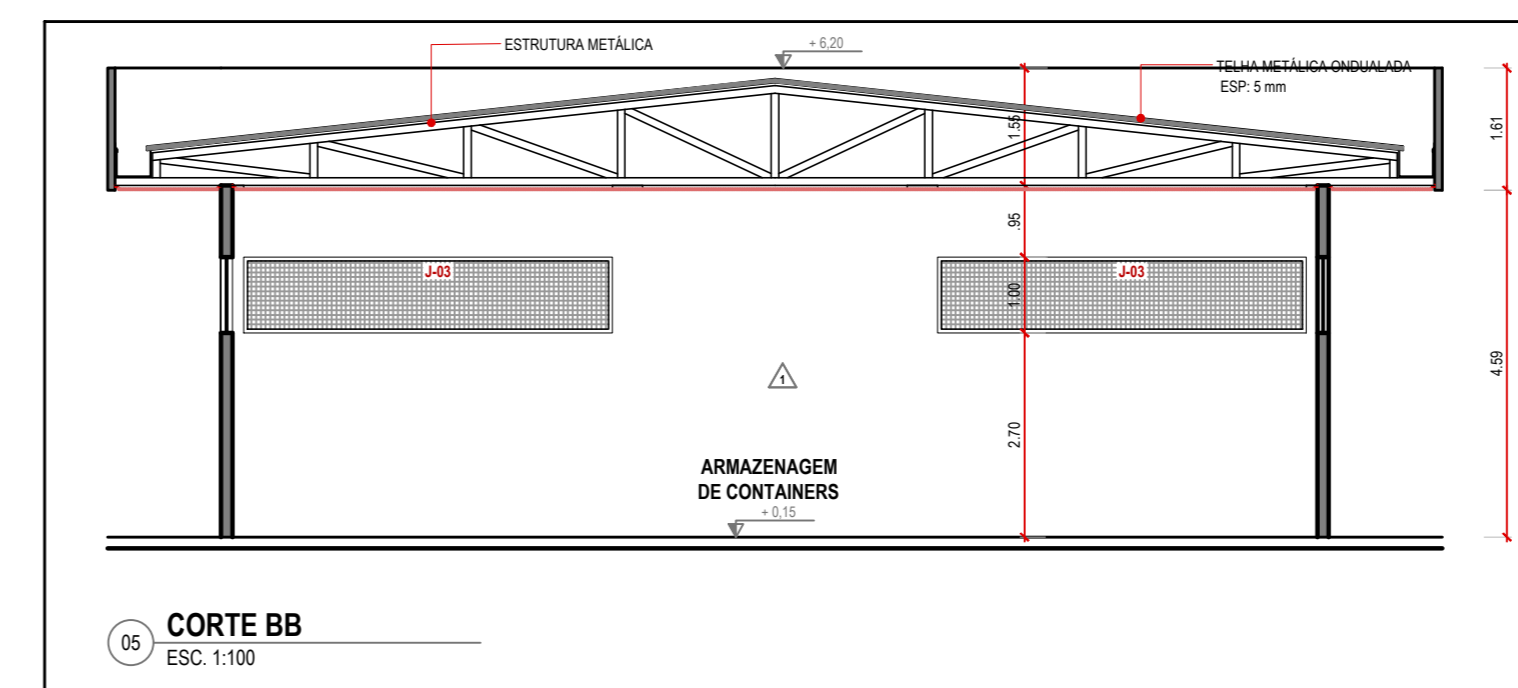 ESTRUTURA METÁLICA
+ 6,20
TELHA METÁLICA ONDUALADA
ESP: 5 mm
1.55
1.61
.95
J-03
J-03
1.00
4.59
1
2.70
ARMAZENAGEM
DE CONTAINERS
+ 0,15
05
CORTE BB
ESC. 1:100